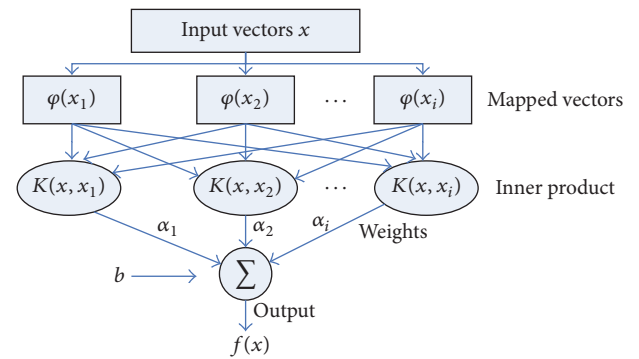 Input vectors x
φ(x₁) φ(x₂) ... φ(xᵢ) Mapped vectors
K(x, x₁) K(x, x₂) ... K(x, xᵢ) Inner product
α₁ α₂ αᵢ Weights
b ∑
Output
f(x)